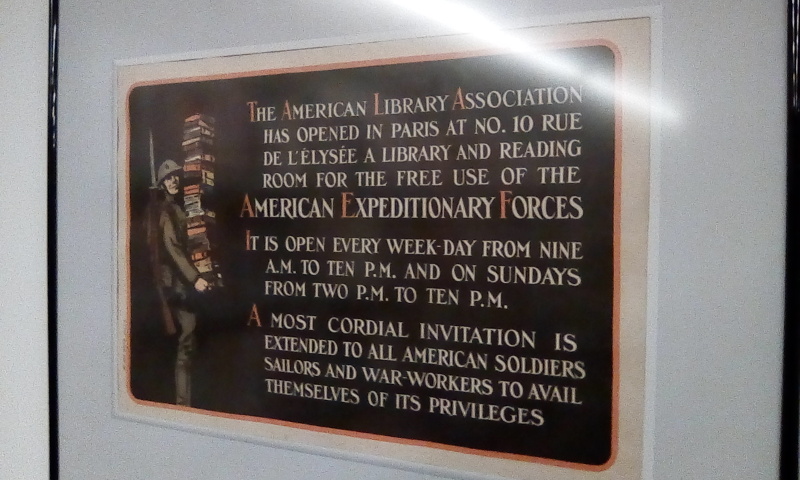 THE AMERICAN LIBRARY ASSOCIATION
HAS OPENED IN PARIS AT NO. 10 RUE
DE L'ÉLYSÉE A LIBRARY AND READING
ROOM FOR THE FREE USE OF THE
AMERICAN EXPEDITIONARY FORCES
IT IS OPEN EVERY WEEK-DAY FROM NINE
A.M. TO TEN P.M. AND ON SUNDAYS
FROM TWO P.M. TO TEN P.M.
A MOST CORDIAL INVITATION IS
EXTENDED TO ALL AMERICAN SOLDIERS
SAILORS AND WAR-WORKERS TO AVAIL
THEMSELVES OF ITS PRIVILEGES